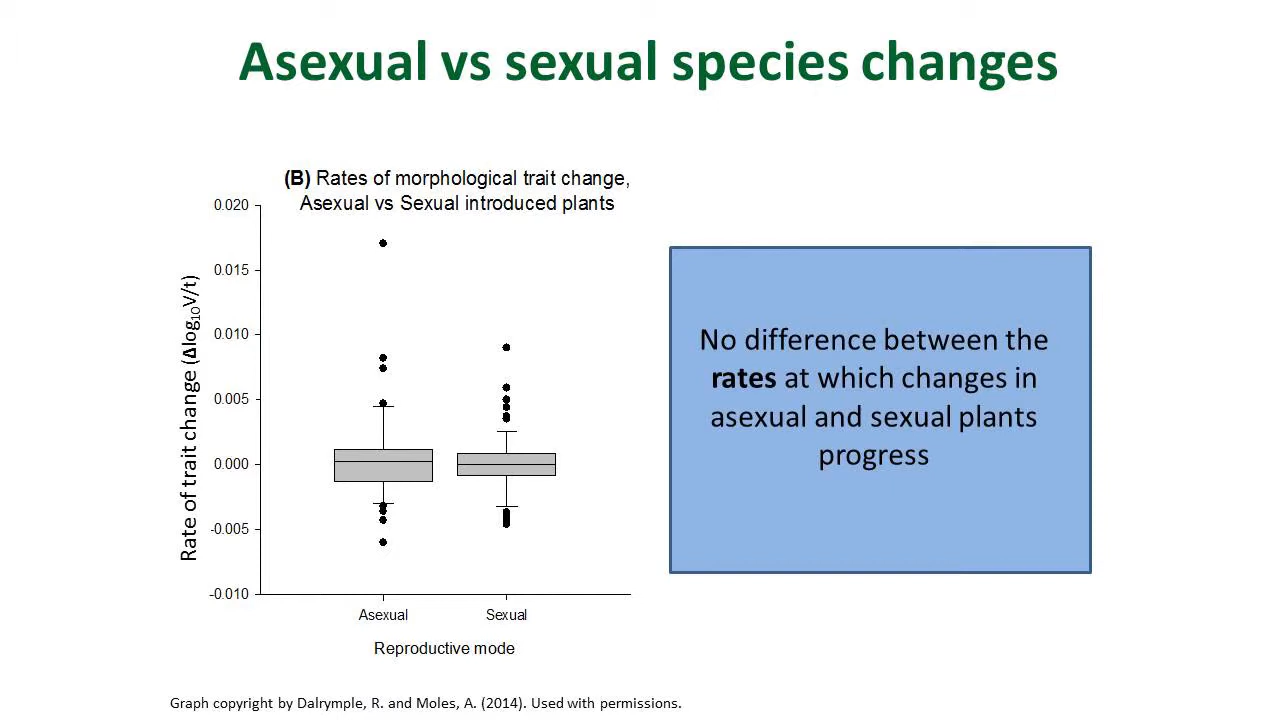 Asexual vs sexual species changes
(B) Rates of morphological trait change,
Asexual vs Sexual introduced plants
0.020
0.015
0.010
0.005
0.000
-0.005
-0.010
Rate of trait change (Δlog10V/t)
Asexual Sexual
Reproductive mode
No difference between the
rates at which changes in
asexual and sexual plants
progress
Graph copyright by Dalrymple, R. and Moles, A. (2014). Used with permissions.